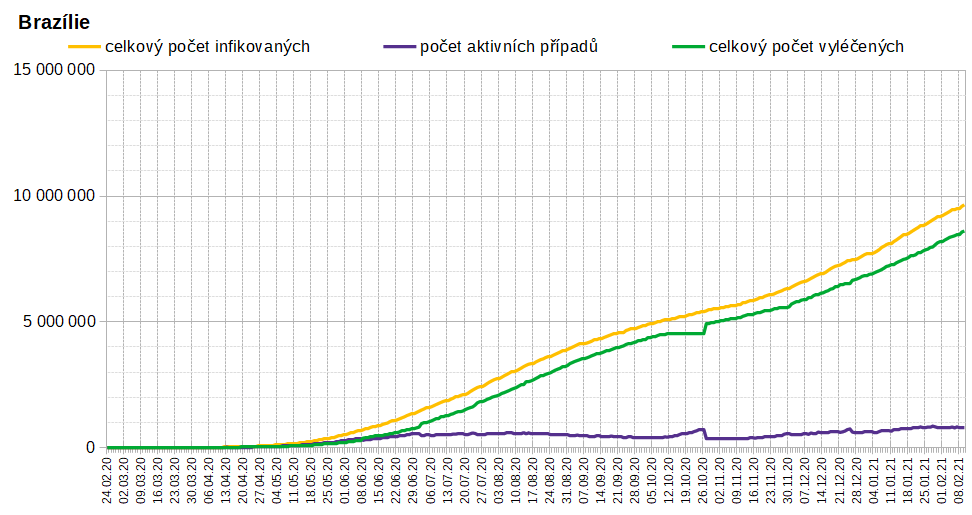 Brazílie
celkový počet infikovaných počet aktivních případů celkový počet vyléčených
15 000 000
10 000 000
5 000 000
0
24.02.20 02.03.20 09.03.20 16.03.20 23.03.20 30.03.20 06.04.20 13.04.20 20.04.20 27.04.20 04.05.20 11.05.20 18.05.20 25.05.20 01.06.20 08.06.20 15.06.20 22.06.20 29.06.20 06.07.20 13.07.20 20.07.20 27.07.20 03.08.20 10.08.20 17.08.20 24.08.20 31.08.20 07.09.20 14.09.20 21.09.20 28.09.20 05.10.20 12.10.20 19.10.20 26.10.20 02.11.20 09.11.20 16.11.20 23.11.20 30.11.20 07.12.20 14.12.20 21.12.20 28.12.20 04.01.21 11.01.21 18.01.21 25.01.21 01.02.21 08.02.21